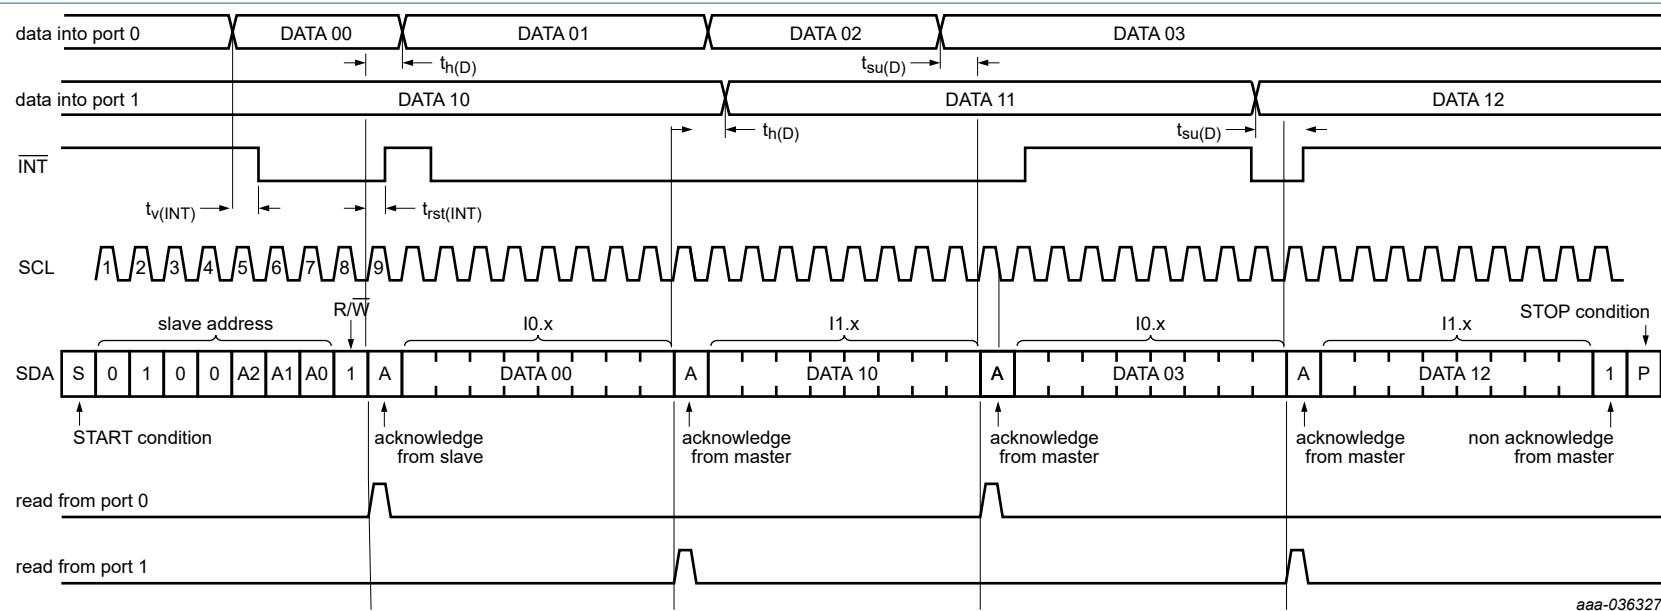 data into port 0 DATA 00 DATA 01 DATA 02 DATA 03
th(D) tsu(D)
data into port 1 DATA 10 DATA 11 DATA 12
th(D) tsu(D)
INT
tv(INT) trst(INT)
SCL 1 2 3 4 5 6 7 8 9
R/W
slave address I0.x I1.x I0.x I1.x STOP condition
SDA S 0 1 0 0 A2 A1 A0 1 A DATA 00 A DATA 10 A DATA 03 A DATA 12 1 P
START condition acknowledge acknowledge acknowledge acknowledge non acknowledge
from slave from master from master from master from master
read from port 0
read from port 1
aaa-036327